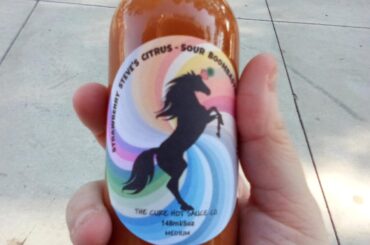 STRAWBERRY STEVE'S CITRUS - SOUR BOOMBA
THE CURE HOT SAUCE CO
148ml/5oz
MEDIUM